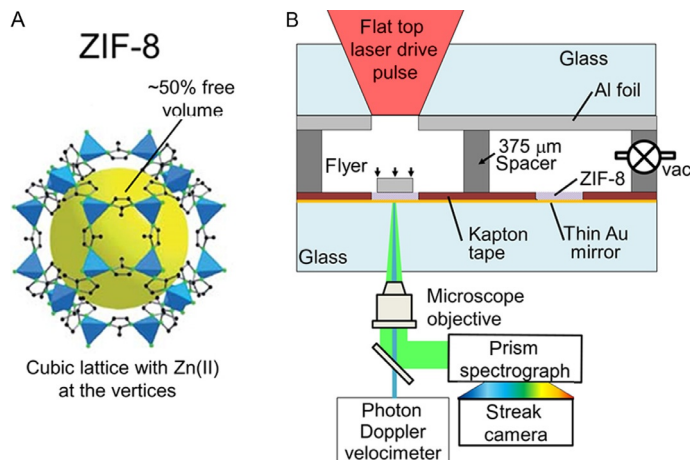 A
ZIF-8
~50% free
volume
Cubic lattice with Zn(II)
at the vertices
B
Flat top
laser drive
pulse
Glass
Al foil
Flyer
375 μm
Spacer
vac
ZIF-8
Kapton
tape
Thin Au
mirror
Glass
Microscope
objective
Prism
spectrograph
Streak
camera
Photon
Doppler
velocimeter